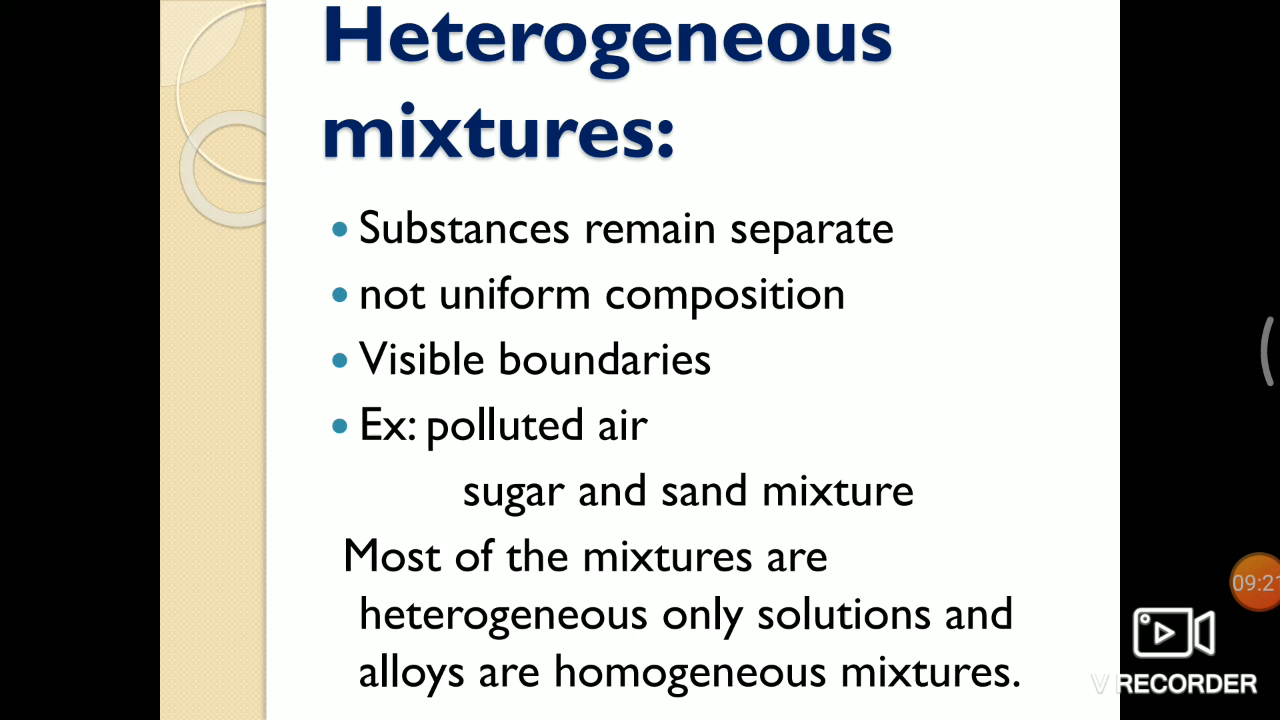 Heterogeneous
mixtures:
Substances remain separate
not uniform composition
Visible boundaries
Ex: polluted air
sugar and sand mixture
Most of the mixtures are
heterogeneous only solutions and
alloys are homogeneous mixtures.
09:21
V RECORDER